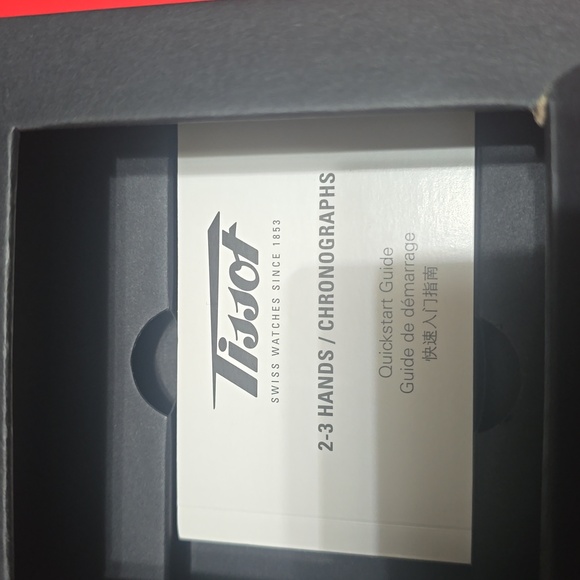 Tissot
SWISS WATCHES SINCE 1853
2-3 HANDS / CHRONOGRAPHS
Quickstart Guide
Guide de démarrage
快速入门指南